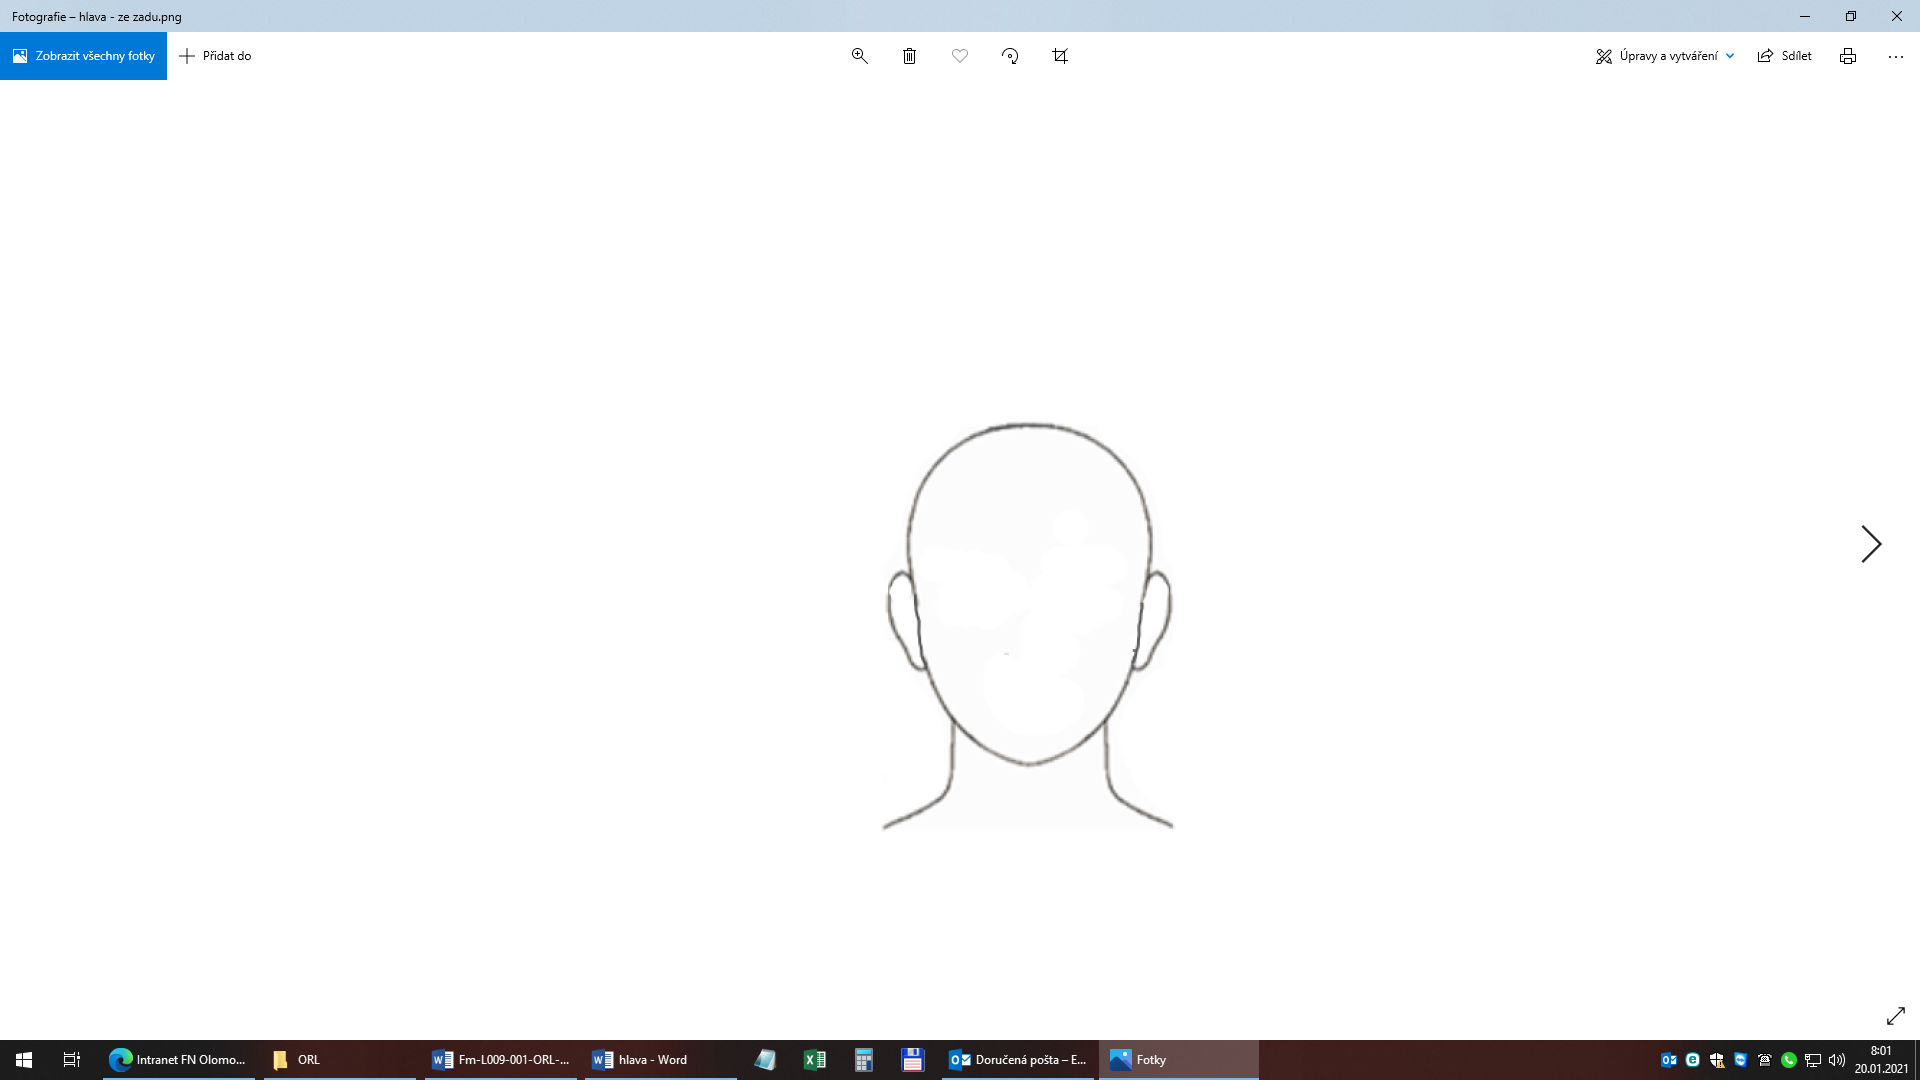 Fotografie – hlava - ze zadu.png
Zobrazit všechny fotky
Přidat do
Úpravy a vytváření
Sdílet
Intranet FN Olomo...
ORL
Fm-L009-001-ORL-...
hlava - Word
Doručená pošta – E...
Fotky
8:01
20.01.2021